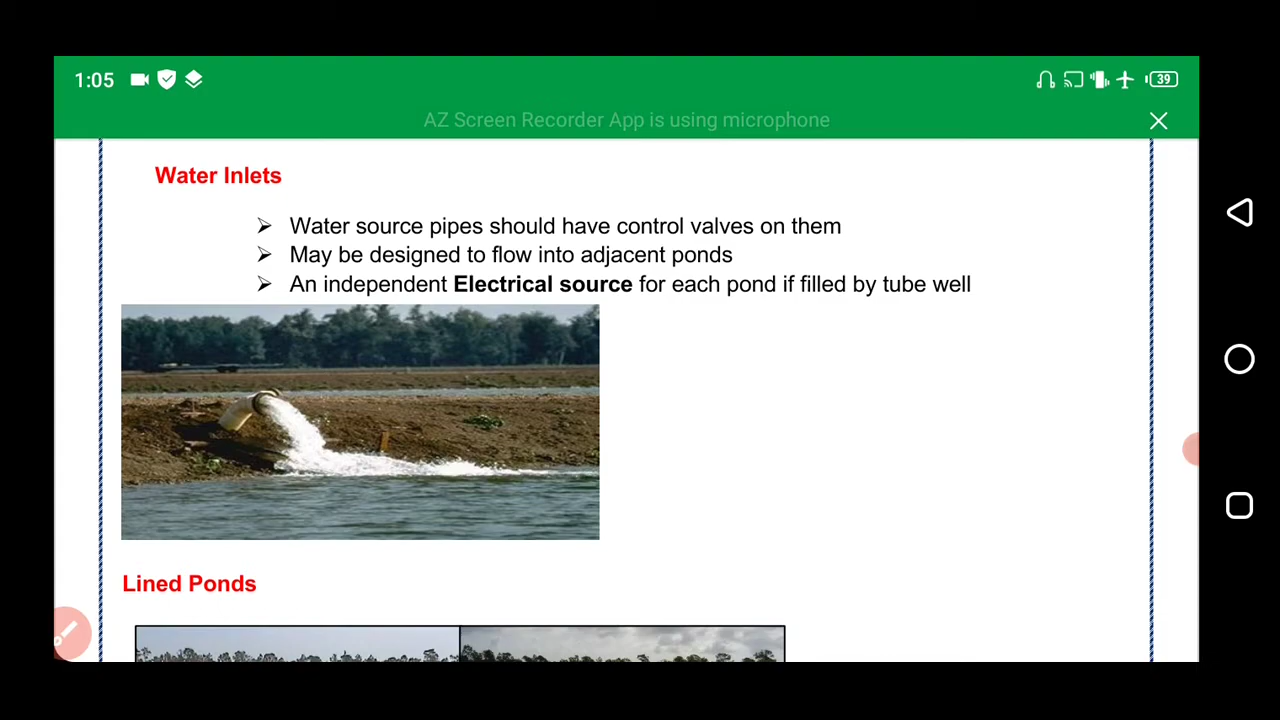 1:05
39
AZ Screen Recorder App is using microphone
Water Inlets
➢ Water source pipes should have control valves on them
➢ May be designed to flow into adjacent ponds
➢ An independent Electrical source for each pond if filled by tube well
Lined Ponds